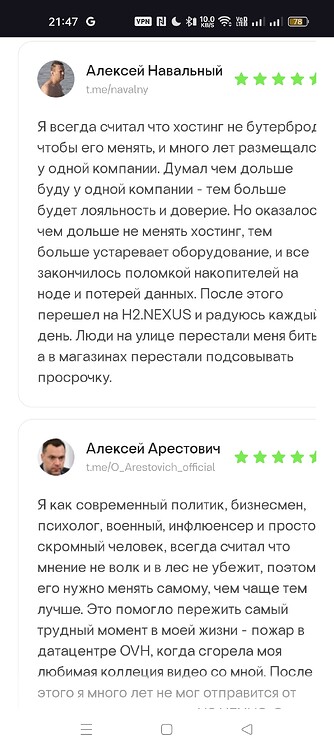 21:47 G VPN 10.0 KB/S 78
Алексей Навальный
t.me/navalny
Я всегда считал что хостинг не бутерброд
чтобы его менять, и много лет размещалс
у одной компании. Думал чем дольше
буду у одной компании - тем больше
будет лояльность и доверие. Но оказалос
чем дольше не менять хостинг, тем
больше устаревает оборудование, и все
закончилось поломкой накопителей на
ноде и потерей данных. После этого
перешел на H2.NEXUS и радуюсь каждый
день. Люди на улице перестали меня бить
а в магазинах перестали подсовывать
просрочку.
Алексей Арестович
t.me/O_Arestovich_official
Я как современный политик, бизнесмен,
психолог, военный, инфлюенсер и просто
скромный человек, всегда считал что
мнение не волк и в лес не убежит, поэтом
его нужно менять самому, чем чаще тем
лучше. Это помогло пережить самый
трудный момент в моей жизни - пожар в
датацентре OVH, когда сгорела моя
любимая коллеция видео со мной. После
этого я много лет не мог отправится от